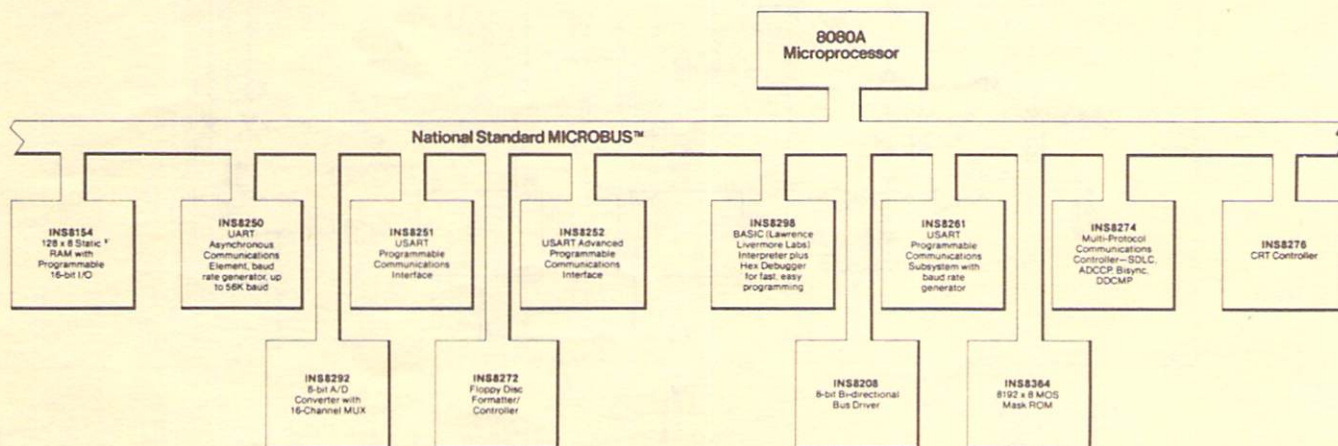 8080A
Microprocessor
National Standard MICROBUS™
INS8154
128 x 8 Static
RAM with
Programmable
16-bit I/O
INS8250
UART
Asynchronous
Communications
Element, baud
rate generator, up
to 56K baud
INS8251
USART
Programmable
Communications
Interface
INS8252
USART Advanced
Programmable
Communications
Interface
INS8298
BASIC (Lawrence
Livermore Labs)
Interpreter plus
Hex Debugger
for fast, easy
programming
INS8261
USART
Programmable
Communications
Subsystem with
baud rate
generator
INS8274
Multi-Protocol
Communications
Controller—SDLC,
ADCCP, Bisync,
DDCMP
INS8276
CRT Controller
INS8292
8-bit A/D
Converter with
16-Channel MUX
INS8272
Floppy Disc
Formatter/
Controller
INS8208
8-bit Bi-directional
Bus Driver
INS8364
8192 x 8 MOS
Mask ROM